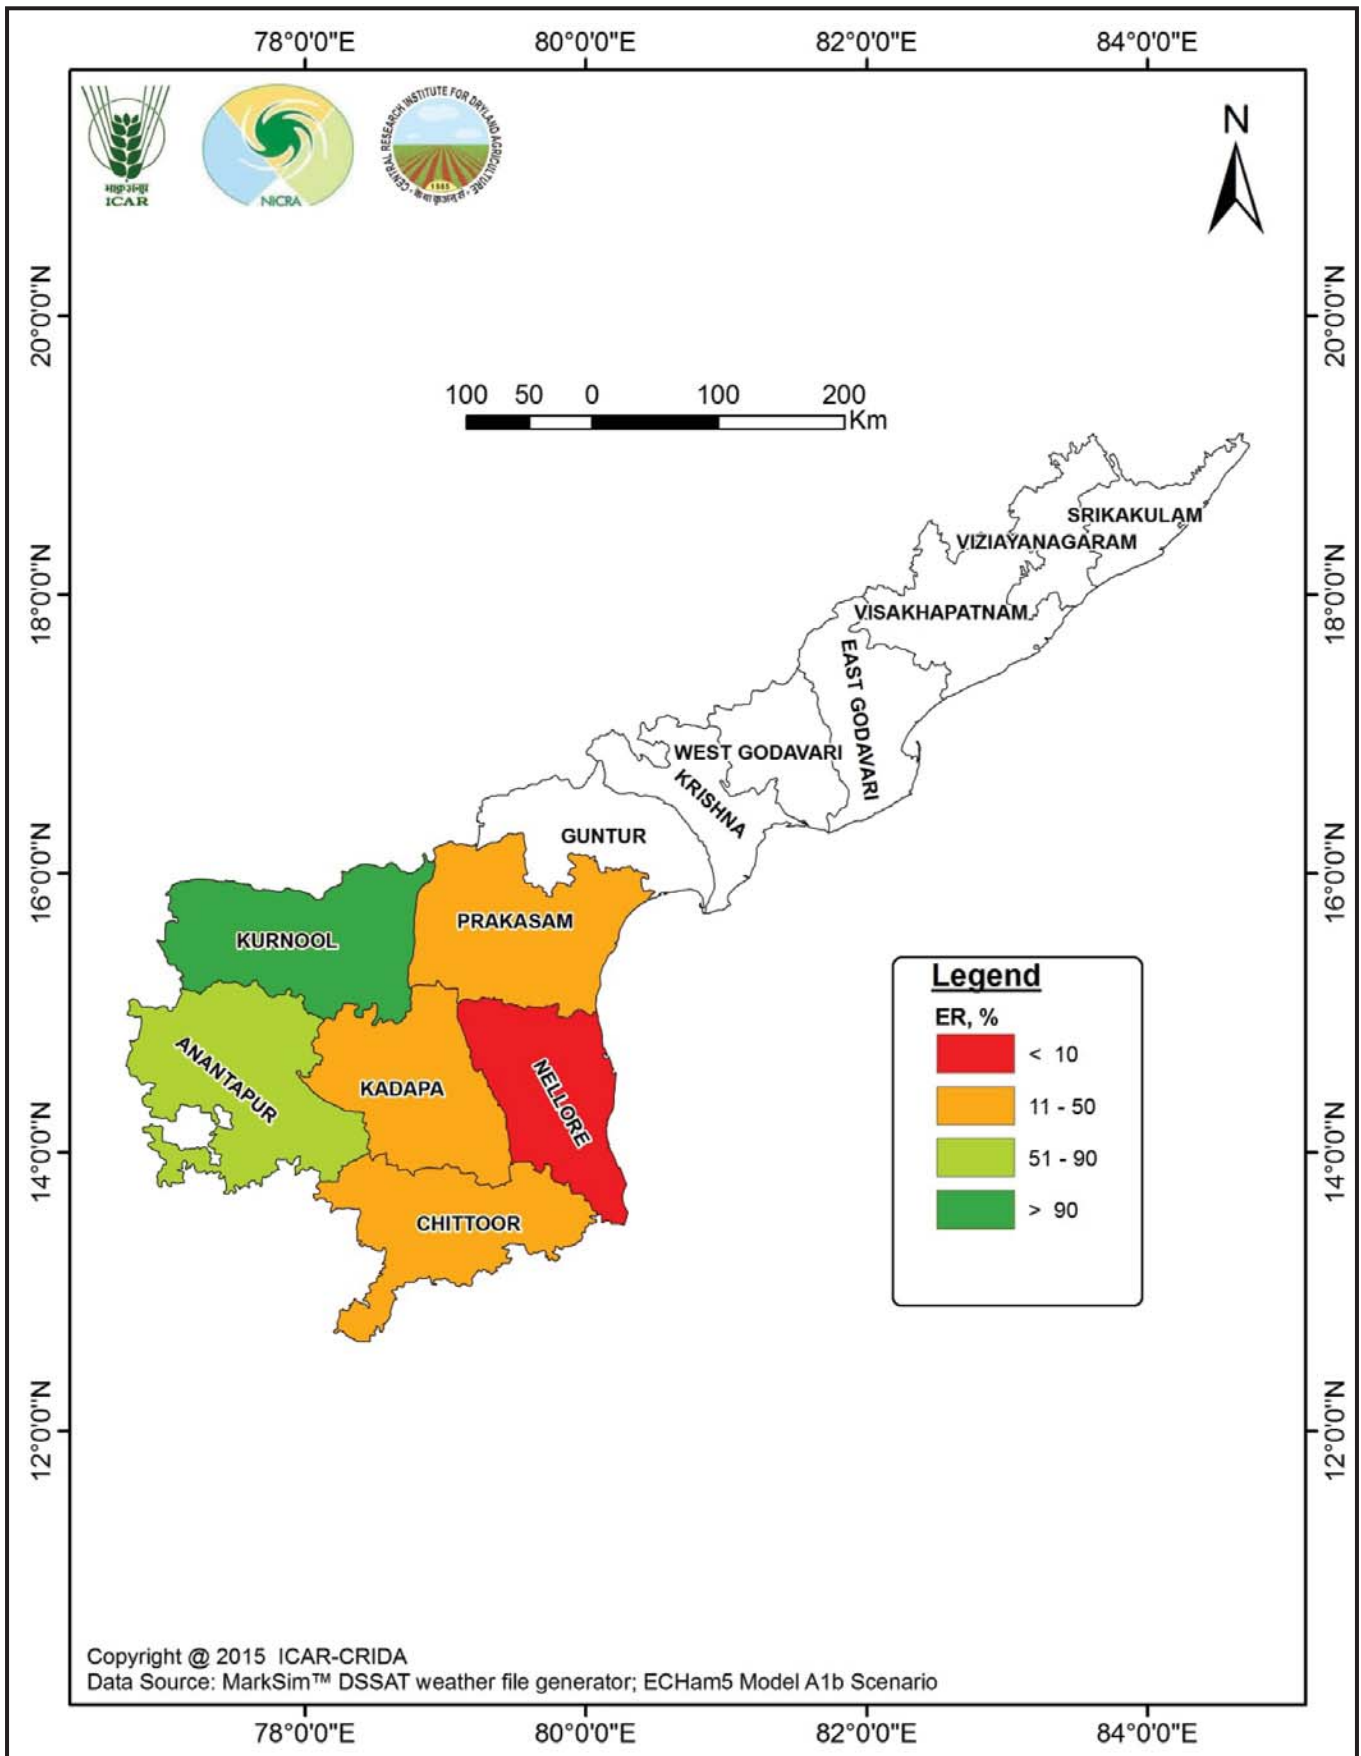 78°0'0"E 80°0'0"E 82°0'0"E 84°0'0"E
ICAR
NICRA
CENTRAL RESEARCH INSTITUTE FOR DRYLAND AGRICULTURE
1985
N
20°0'0"N 20°0'0"N
100 50 0 100 200
Km
SRIKAKULAM
VIZIAYANAGARAM
18°0'0"N 18°0'0"N
VISAKHAPATNAM
EAST GODAVARI
WEST GODAVARI
KRISHNA
GUNTUR
16°0'0"N 16°0'0"N
PRAKASAM
KURNOOL
Legend
ER, %
< 10
11 - 50
51 - 90
> 90
ANANTAPUR
KADAPA
NELLORE
14°0'0"N 14°0'0"N
CHITTOOR
12°0'0"N 12°0'0"N
Copyright @ 2015 ICAR-CRIDA
Data Source: MarkSim™ DSSAT weather file generator; ECHam5 Model A1b Scenario
78°0'0"E 80°0'0"E 82°0'0"E 84°0'0"E